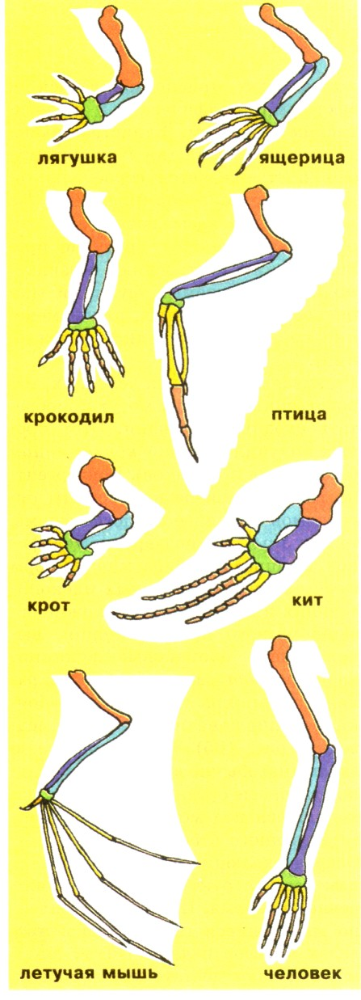 лягушка
ящерица
крокодил
птица
крот
кит
летучая мышь
человек